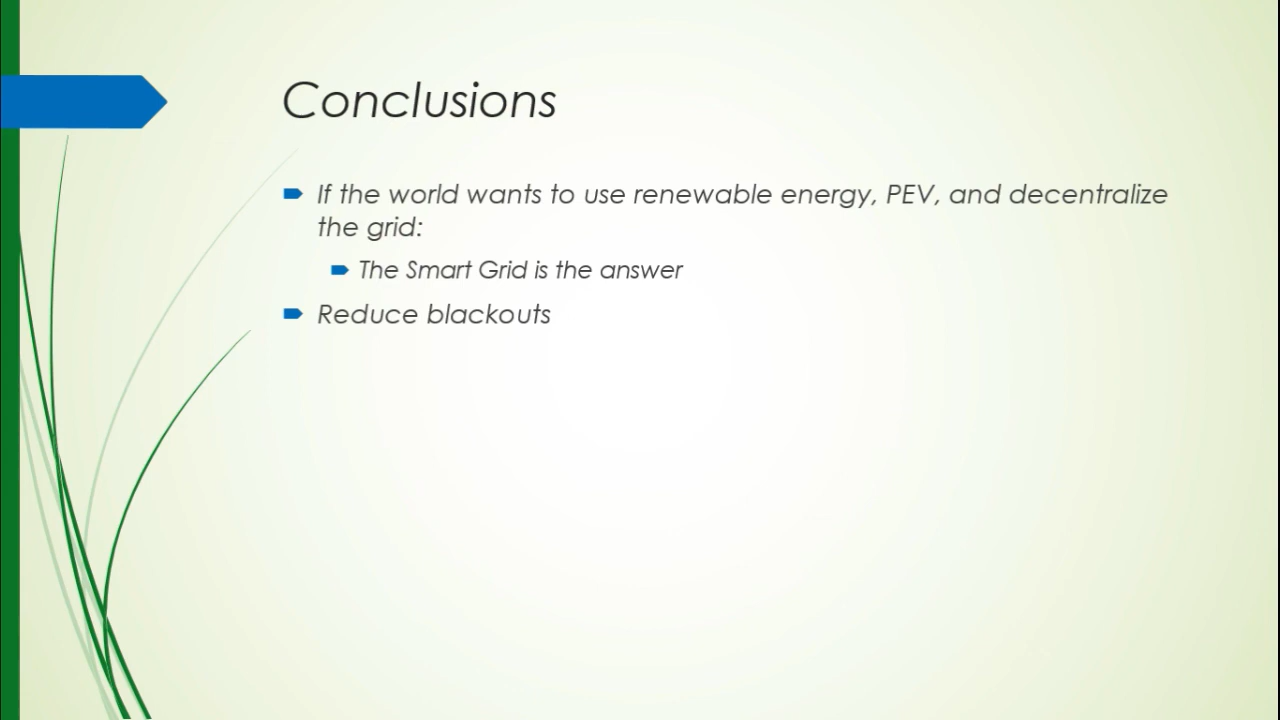 Conclusions
If the world wants to use renewable energy, PEV, and decentralize
the grid:
The Smart Grid is the answer
Reduce blackouts